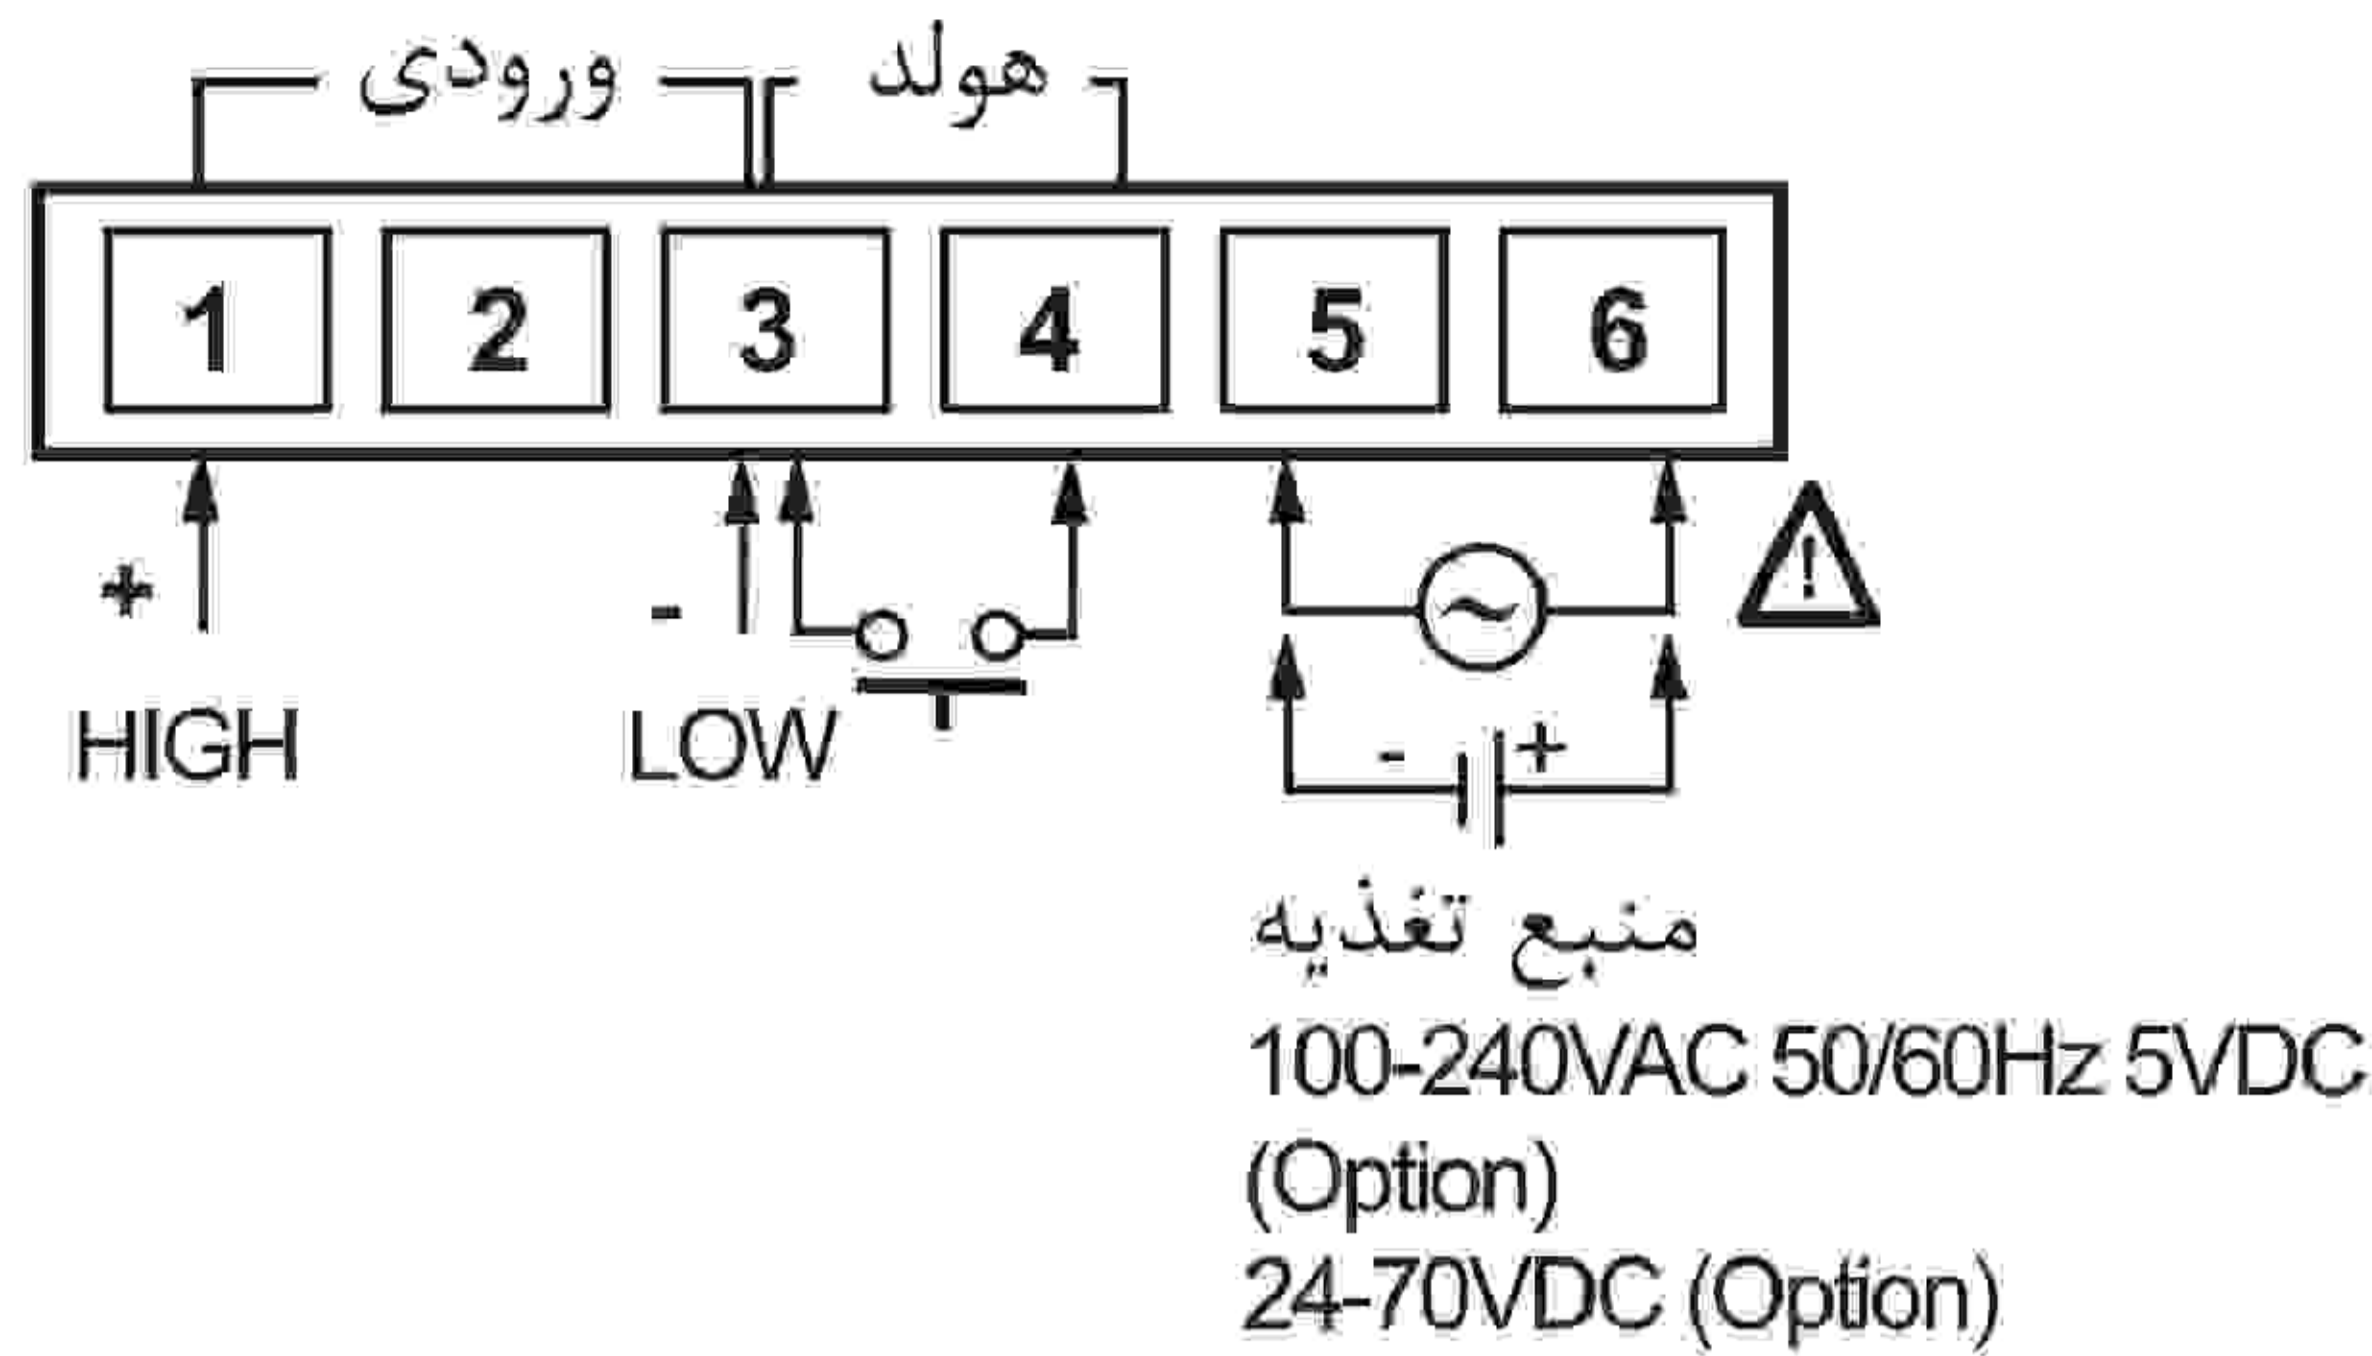 ورودی هولد
1 2 3 4 5 6
+ -
HIGH LOW
!
~
- +
منبع تغذیه
100-240VAC 50/60Hz 5VDC
(Option)
24-70VDC (Option)